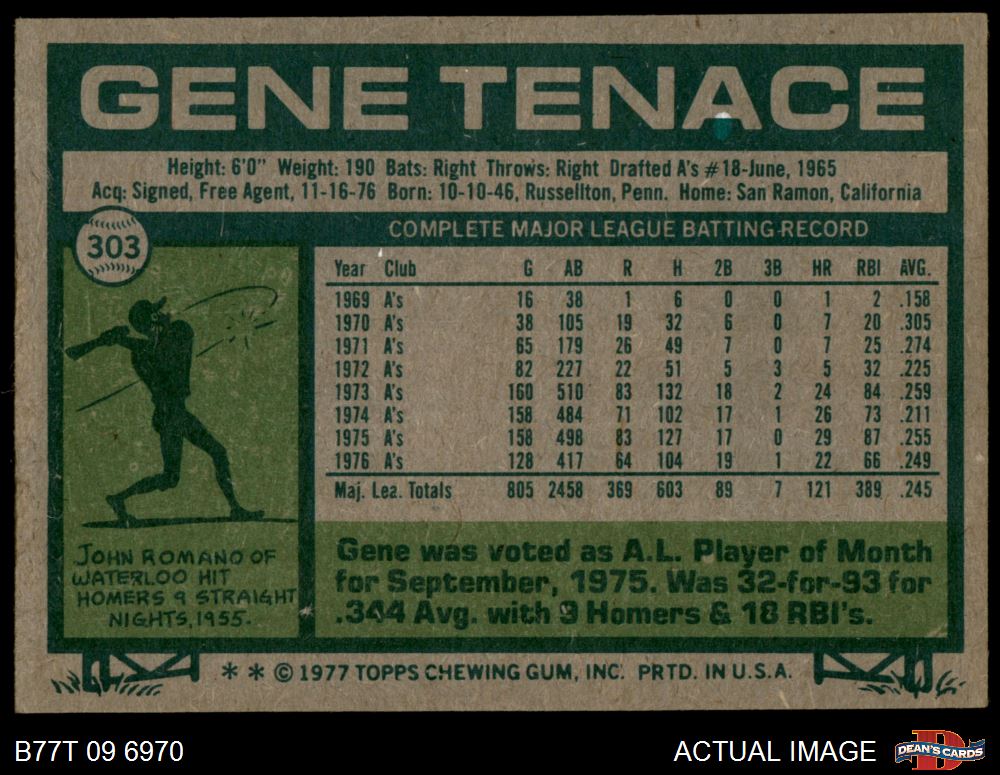 GENE TENACE
Height: 6'0" Weight: 190 Bats: Right Throws: Right Drafted A's #18-June, 1965
Acq: Signed, Free Agent, 11-16-76 Born: 10-10-46, Russellton, Penn. Home: San Ramon, California
303
COMPLETE MAJOR LEAGUE BATTING RECORD
Year Club G AB R H 2B 3B HR RBI AVG.
1969 A's 16 38 1 6 0 0 1 2 .158
1970 A's 38 105 19 32 6 0 7 20 .305
1971 A's 65 179 26 49 7 0 7 25 .274
1972 A's 82 227 22 51 5 3 5 32 .225
1973 A's 160 510 83 132 18 2 24 84 .259
1974 A's 158 484 71 102 17 1 26 73 .211
1975 A's 158 498 83 127 17 0 29 87 .255
1976 A's 128 417 64 104 19 1 22 66 .249
Maj. Lea. Totals 805 2458 369 603 89 7 121 389 .245
JOHN ROMANO OF
WATERLOO HIT
HOMERS 9 STRAIGHT
NIGHTS, 1955.
Gene was voted as A.L. Player of Month
for September, 1975. Was 32-for-93 for
.344 Avg. with 9 Homers & 18 RBI's.
* * © 1977 TOPPS CHEWING GUM, INC. PRTD. IN U.S.A.
B77T 09 6970
ACTUAL IMAGE
DEAN'S CARDS